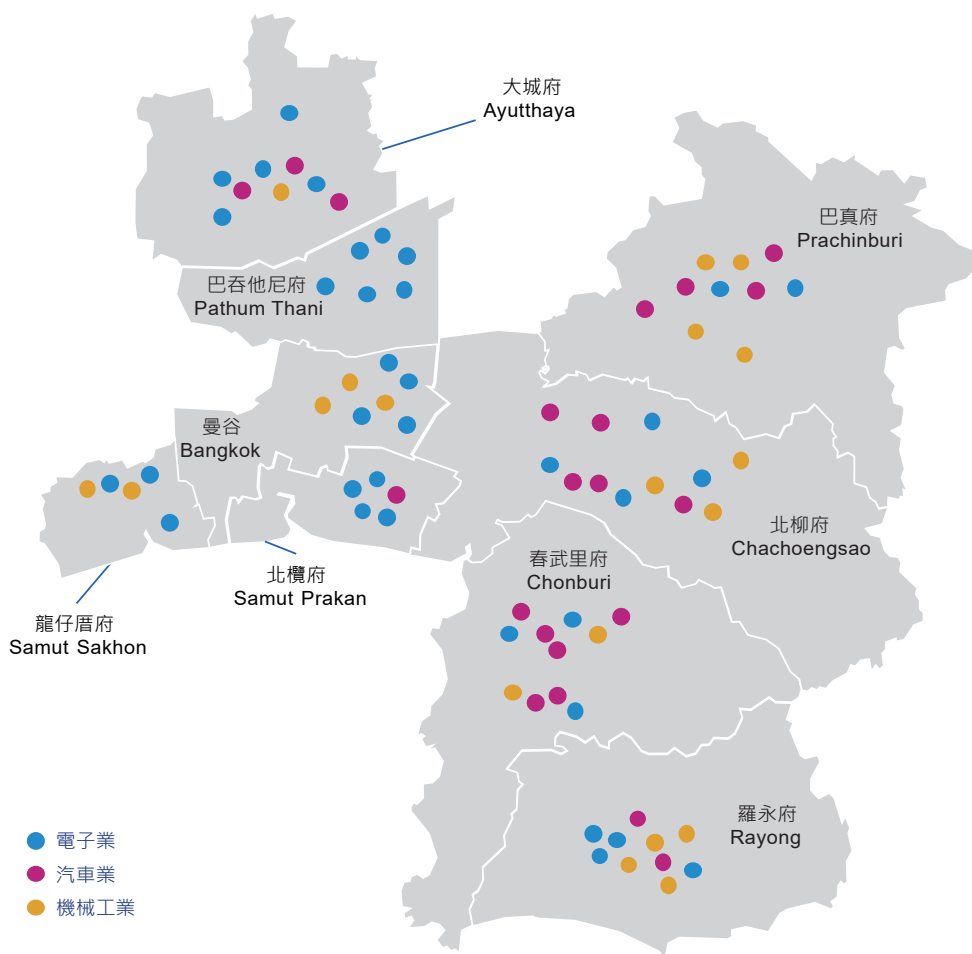 大城府
Ayutthaya
巴真府
Prachinburi
巴吞他尼府
Pathum Thani
曼谷
Bangkok
北柳府
Chachoengsao
春武里府
Chonburi
北欖府
Samut Prakan
龍仔厝府
Samut Sakhon
羅永府
Rayong
電子業
汽車業
機械工業